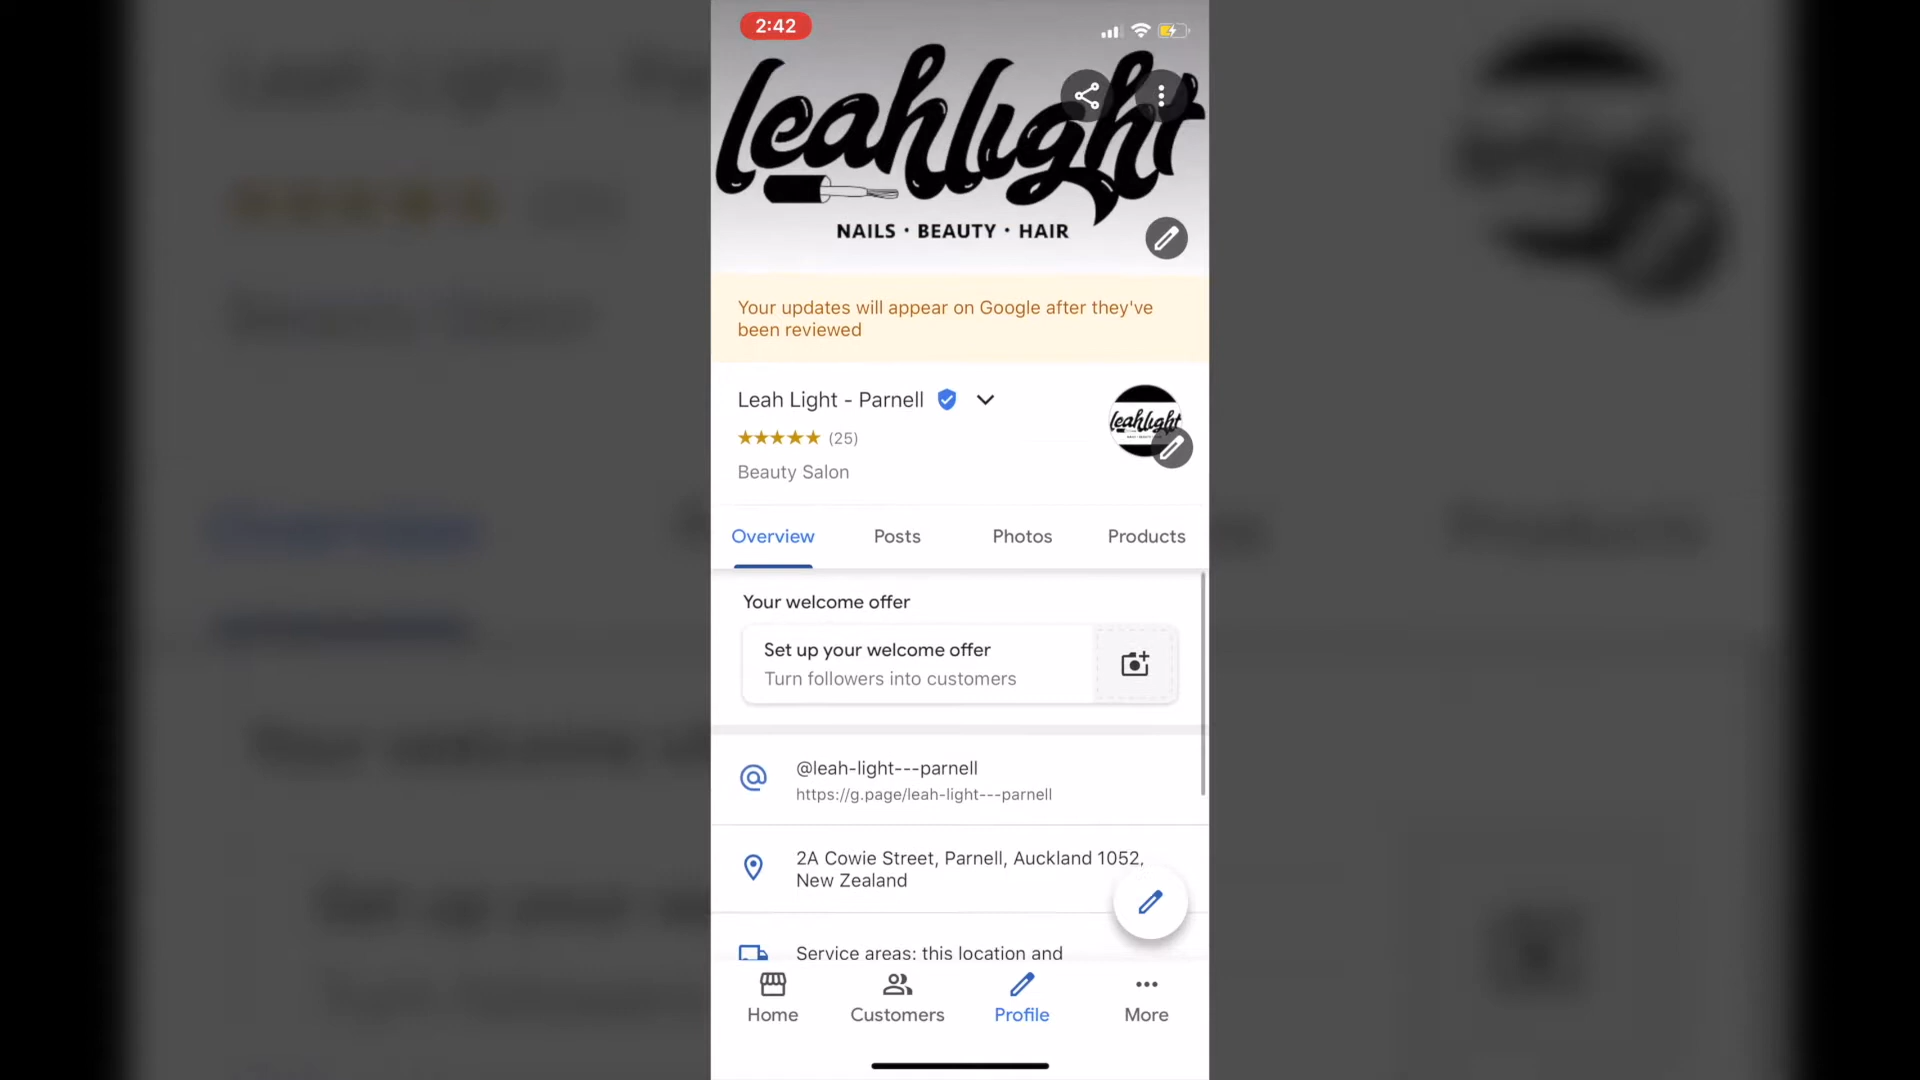 2:42
leahlight
NAILS · BEAUTY · HAIR
Your updates will appear on Google after they've
been reviewed
Leah Light - Parnell
leahlight
(25)
Beauty Salon
Overview Posts Photos Products
Your welcome offer
Set up your welcome offer
Turn followers into customers
@leah-light---parnell
https://g.page/leah-light---parnell
2A Cowie Street, Parnell, Auckland 1052,
New Zealand
Service areas: this location and
Home Customers Profile More